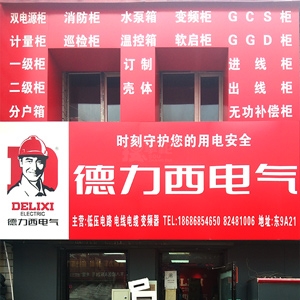 双电源柜 消防柜 水泵箱 变频柜 GCS柜
计量柜 巡检柜 温控箱 软启柜 GGD柜
一级柜 订制 进线柜
二级柜 壳体 出线柜
分户箱 无功补偿柜
时刻守护您的用电安全
德力西电气
DELIXI
ELECTRIC
德力西电气
主营:低压电路 电线电缆 变频器 TEL:18686854650 82481006 地址:东9A21